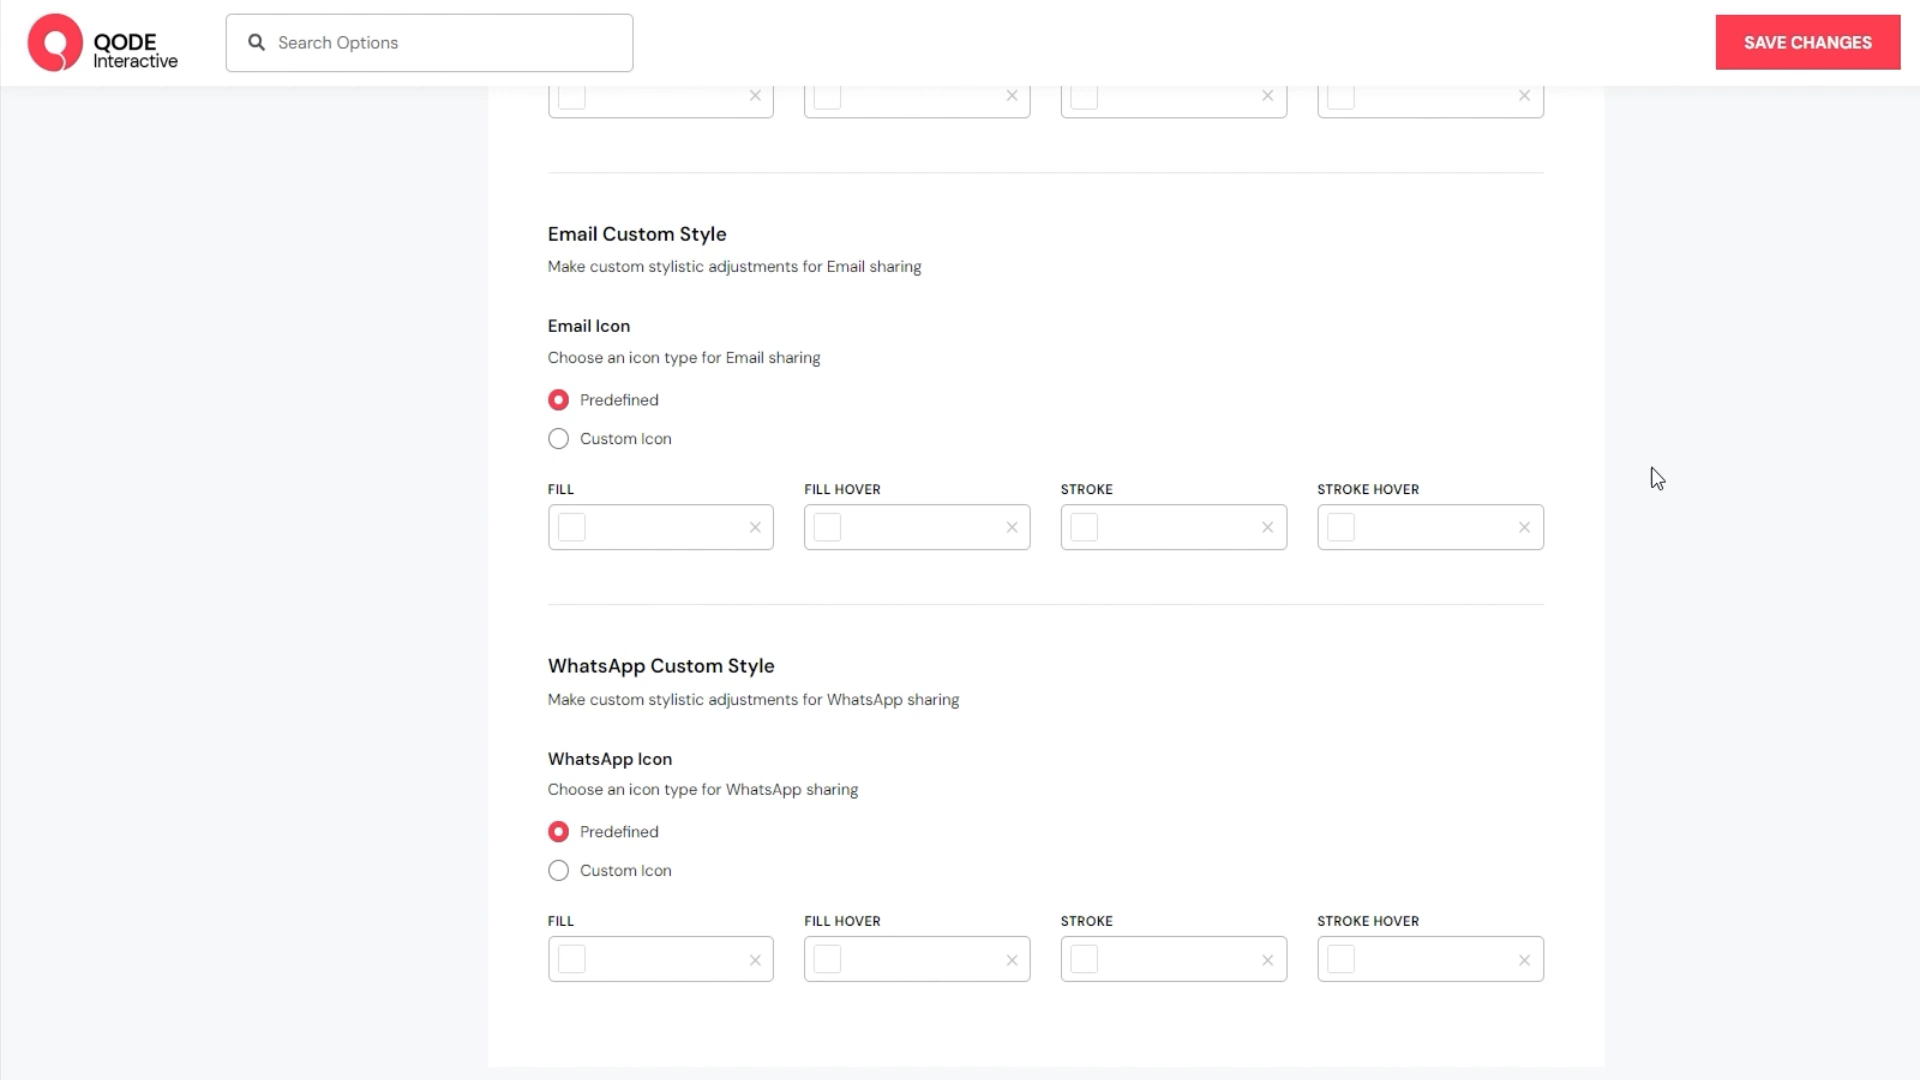 QODE
Interactive
Search Options
SAVE CHANGES
Email Custom Style
Make custom stylistic adjustments for Email sharing
Email Icon
Choose an icon type for Email sharing
Predefined
Custom Icon
FILL FILL HOVER STROKE STROKE HOVER
WhatsApp Custom Style
Make custom stylistic adjustments for WhatsApp sharing
WhatsApp Icon
Choose an icon type for WhatsApp sharing
Predefined
Custom Icon
FILL FILL HOVER STROKE STROKE HOVER